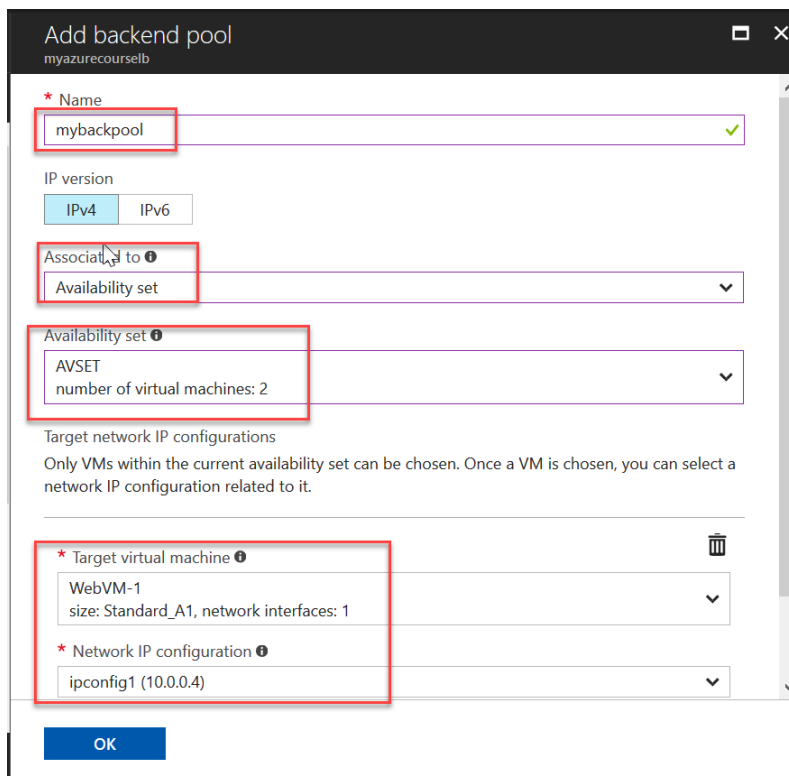 Add backend pool
myazurecourselb
* Name
mybackpool
IP version
IPv4 IPv6
Associated to
Availability set
Availability set
AVSET
number of virtual machines: 2
Target network IP configurations
Only VMs within the current availability set can be chosen. Once a VM is chosen, you can select a
network IP configuration related to it.
* Target virtual machine
WebVM-1
size: Standard_A1, network interfaces: 1
* Network IP configuration
ipconfig1 (10.0.0.4)
OK